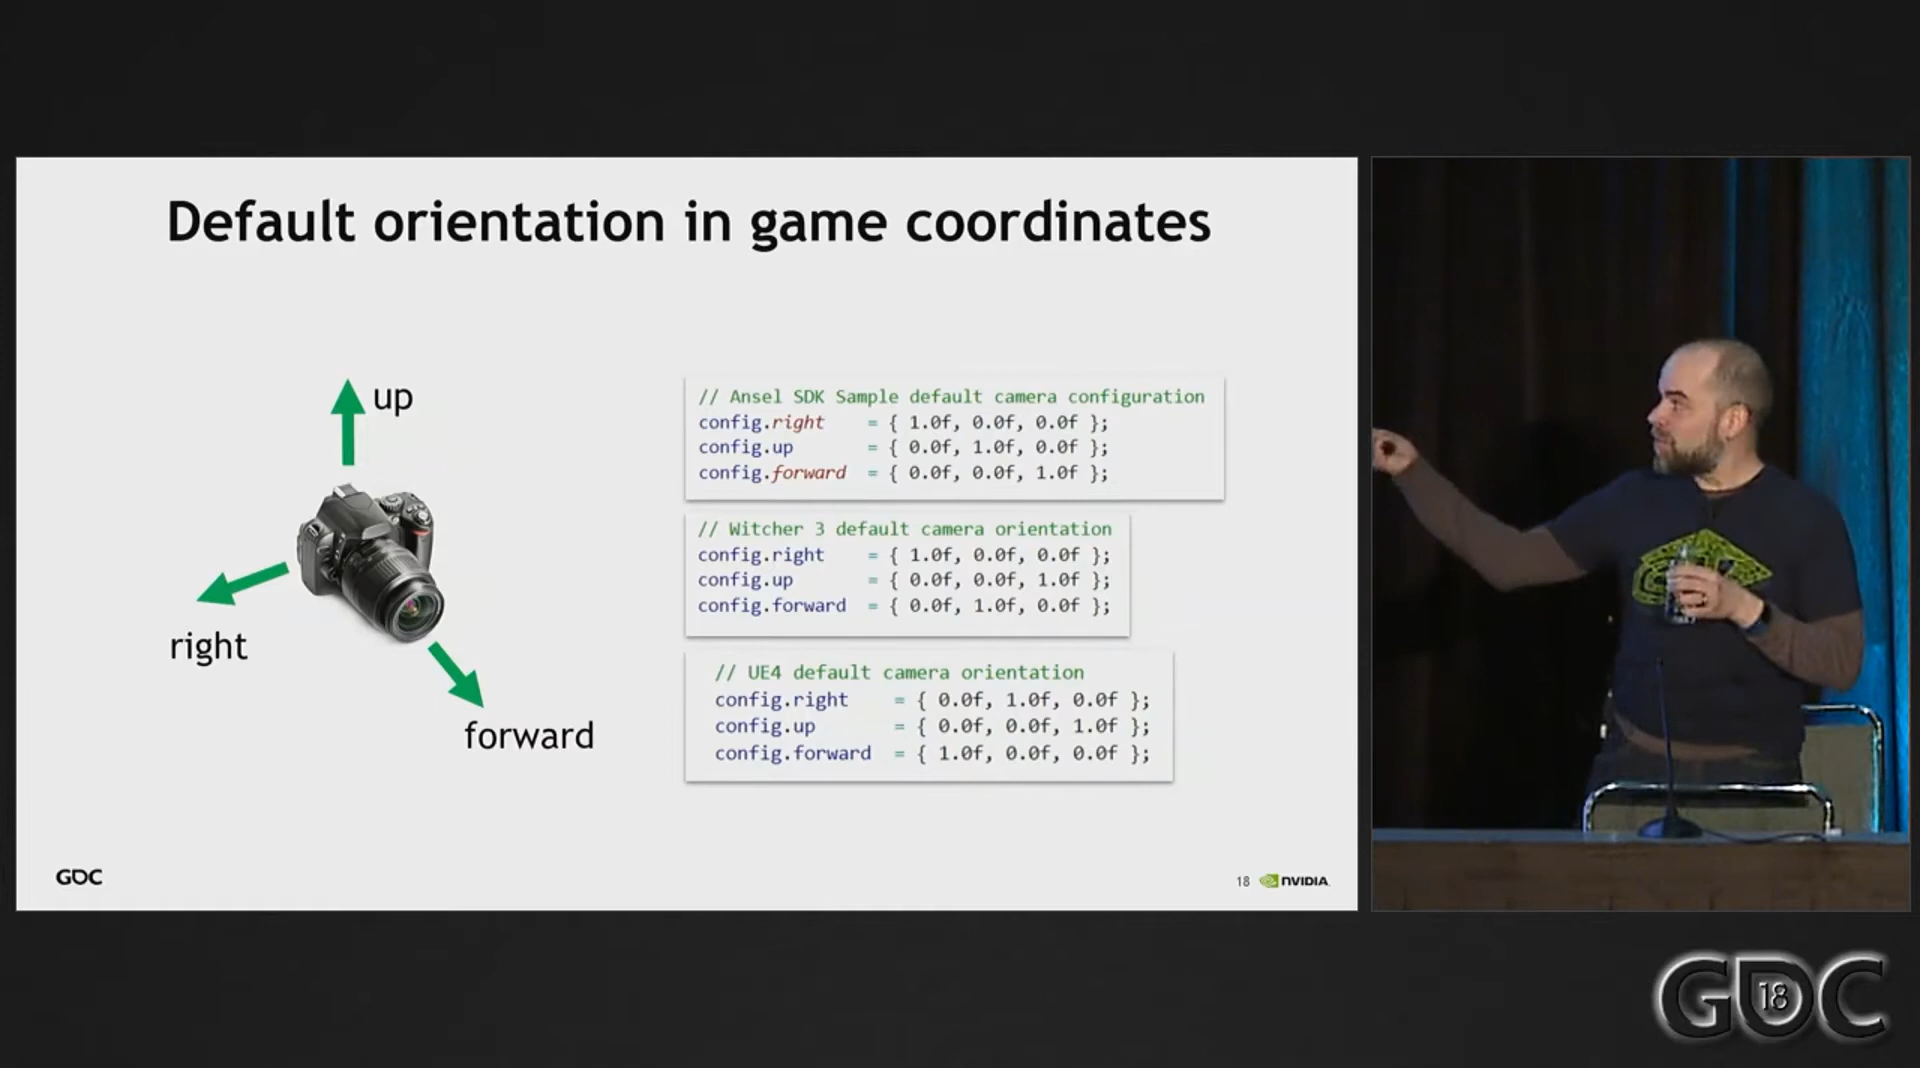 Default orientation in game coordinates
up
right
forward
// Ansel SDK Sample default camera configuration
config.right = { 1.0f, 0.0f, 0.0f };
config.up = { 0.0f, 1.0f, 0.0f };
config.forward = { 0.0f, 0.0f, 1.0f };
// Witcher 3 default camera orientation
config.right = { 1.0f, 0.0f, 0.0f };
config.up = { 0.0f, 0.0f, 1.0f };
config.forward = { 0.0f, 1.0f, 0.0f };
// UE4 default camera orientation
config.right = { 0.0f, 1.0f, 0.0f };
config.up = { 0.0f, 0.0f, 1.0f };
config.forward = { 1.0f, 0.0f, 0.0f };
GDC
18 NVIDIA
GDC 18